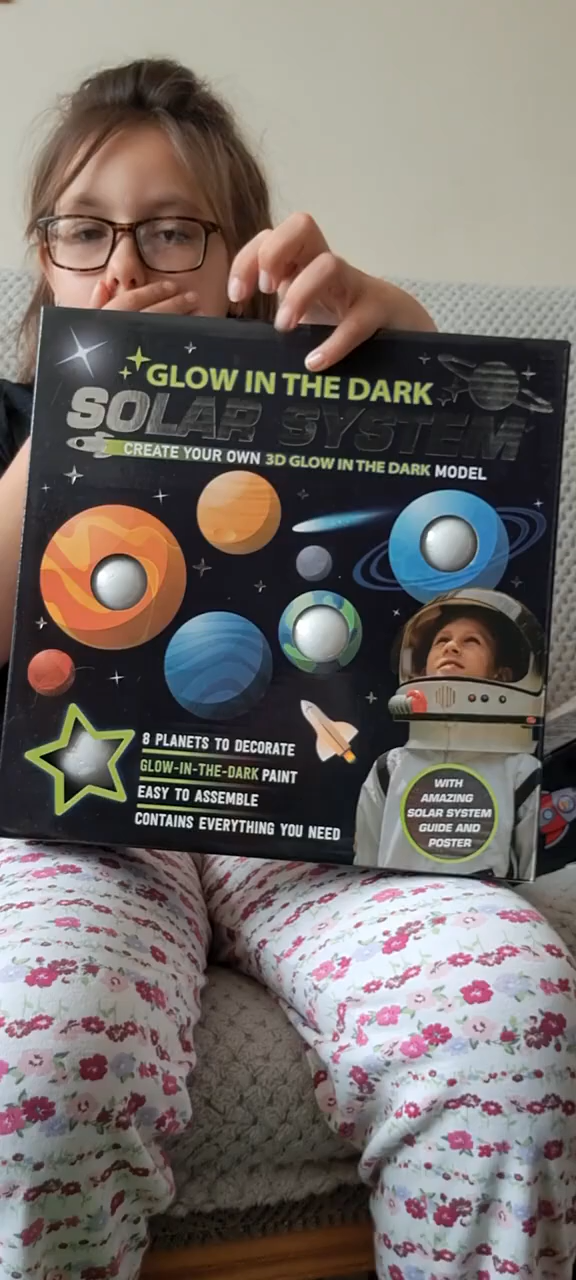 GLOW IN THE DARK
SOLAR SYSTEM
CREATE YOUR OWN 3D GLOW IN THE DARK MODEL
8 PLANETS TO DECORATE
GLOW-IN-THE-DARK PAINT
EASY TO ASSEMBLE
CONTAINS EVERYTHING YOU NEED
WITH
AMAZING
SOLAR SYSTEM
GUIDE AND
POSTER